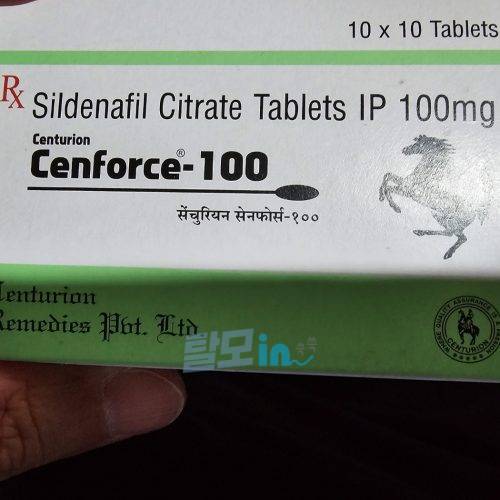 10 x 10 Tablets
Rx Sildenafil Citrate Tablets IP 100mg
Centurion
Cenforce®-100
सेंचुरियन सेनफोर्स-१००
Centurion
Remedies Pvt. Ltd.
탈모in
CENTURION